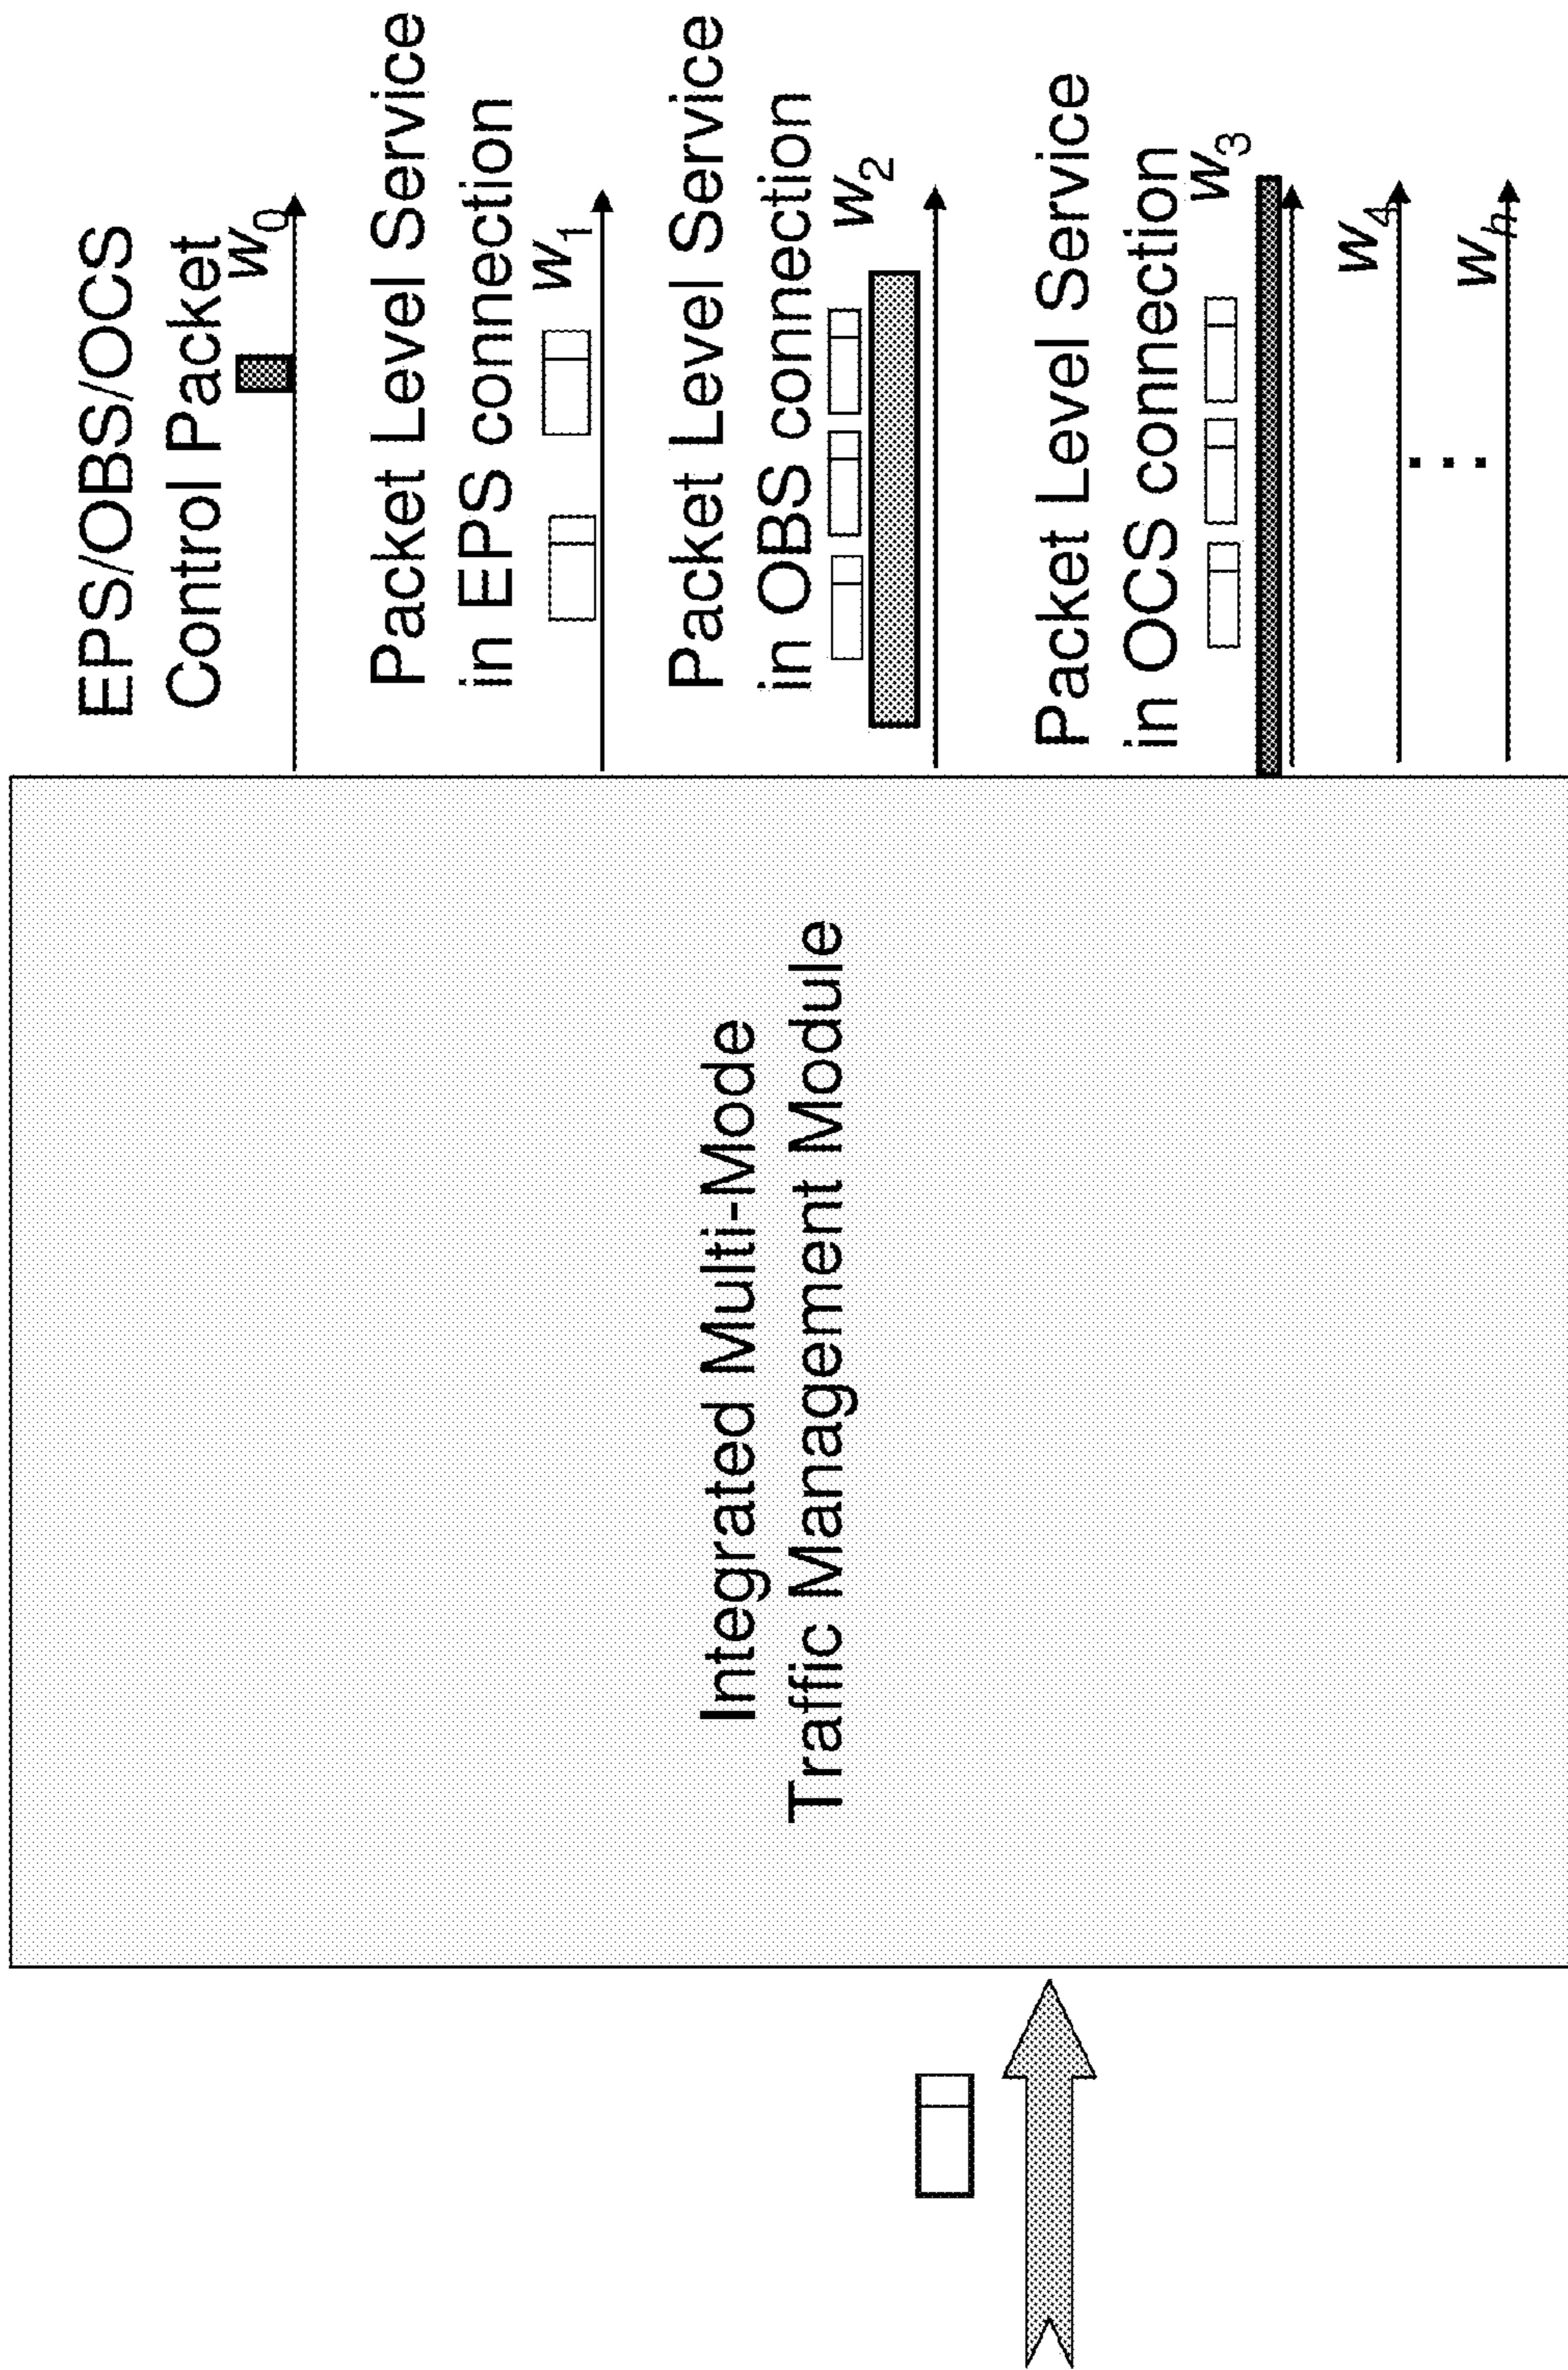 EPS/OBS/OCS
Control Packet
w0
Packet Level Service
in EPS connection
w1
Packet Level Service
in OBS connection
w2
Packet Level Service
in OCS connection
w3
w4
wh
Integrated Multi-Mode
Traffic Management Module